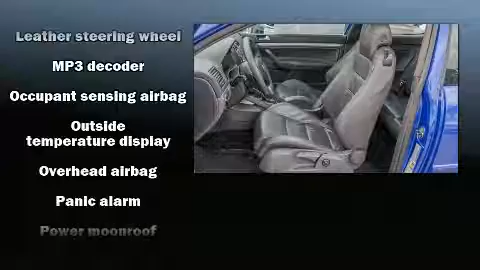 Leather steering wheel
MP3 decoder
Occupant sensing airbag
Outside
temperature display
Overhead airbag
Panic alarm
Power moonroof